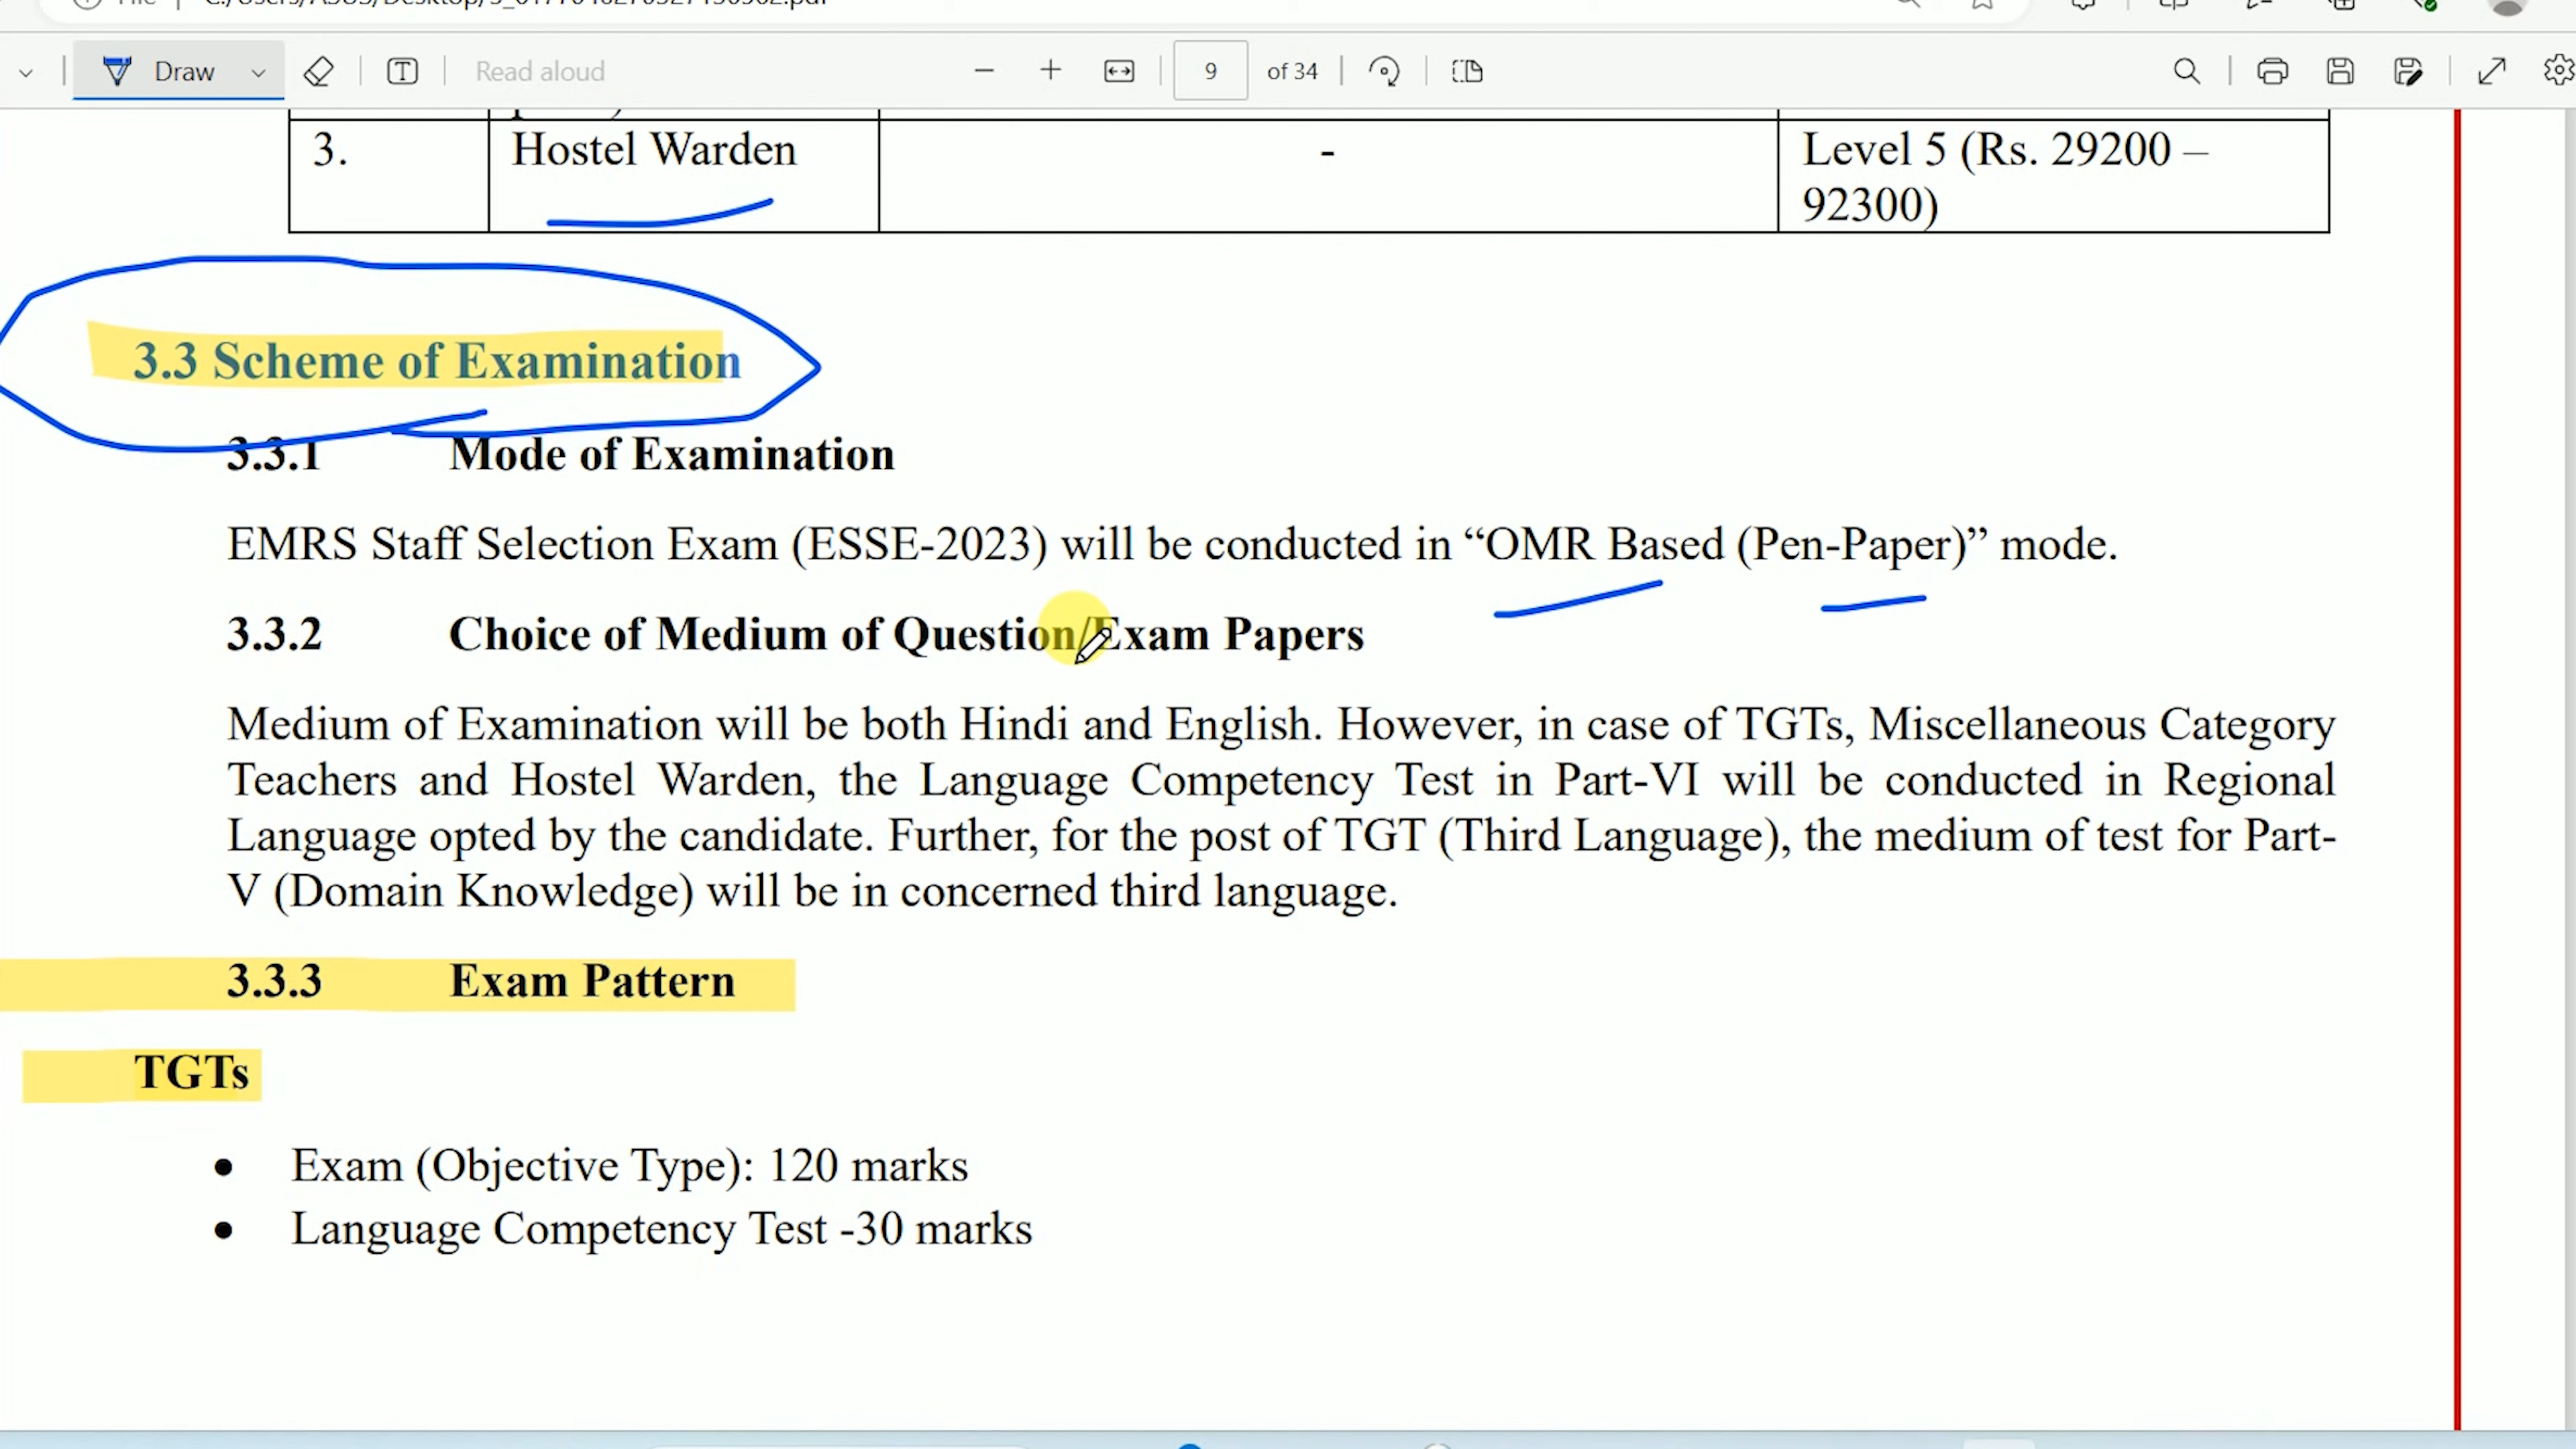 Draw
Read aloud
9 of 34
3. Hostel Warden - Level 5 (Rs. 29200 –
92300)
3.3 Scheme of Examination
3.3.1 Mode of Examination
EMRS Staff Selection Exam (ESSE-2023) will be conducted in “OMR Based (Pen-Paper)” mode.
3.3.2 Choice of Medium of Question/Exam Papers
Medium of Examination will be both Hindi and English. However, in case of TGTs, Miscellaneous Category
Teachers and Hostel Warden, the Language Competency Test in Part-VI will be conducted in Regional
Language opted by the candidate. Further, for the post of TGT (Third Language), the medium of test for Part-
V (Domain Knowledge) will be in concerned third language.
3.3.3 Exam Pattern
TGTs
• Exam (Objective Type): 120 marks
• Language Competency Test -30 marks